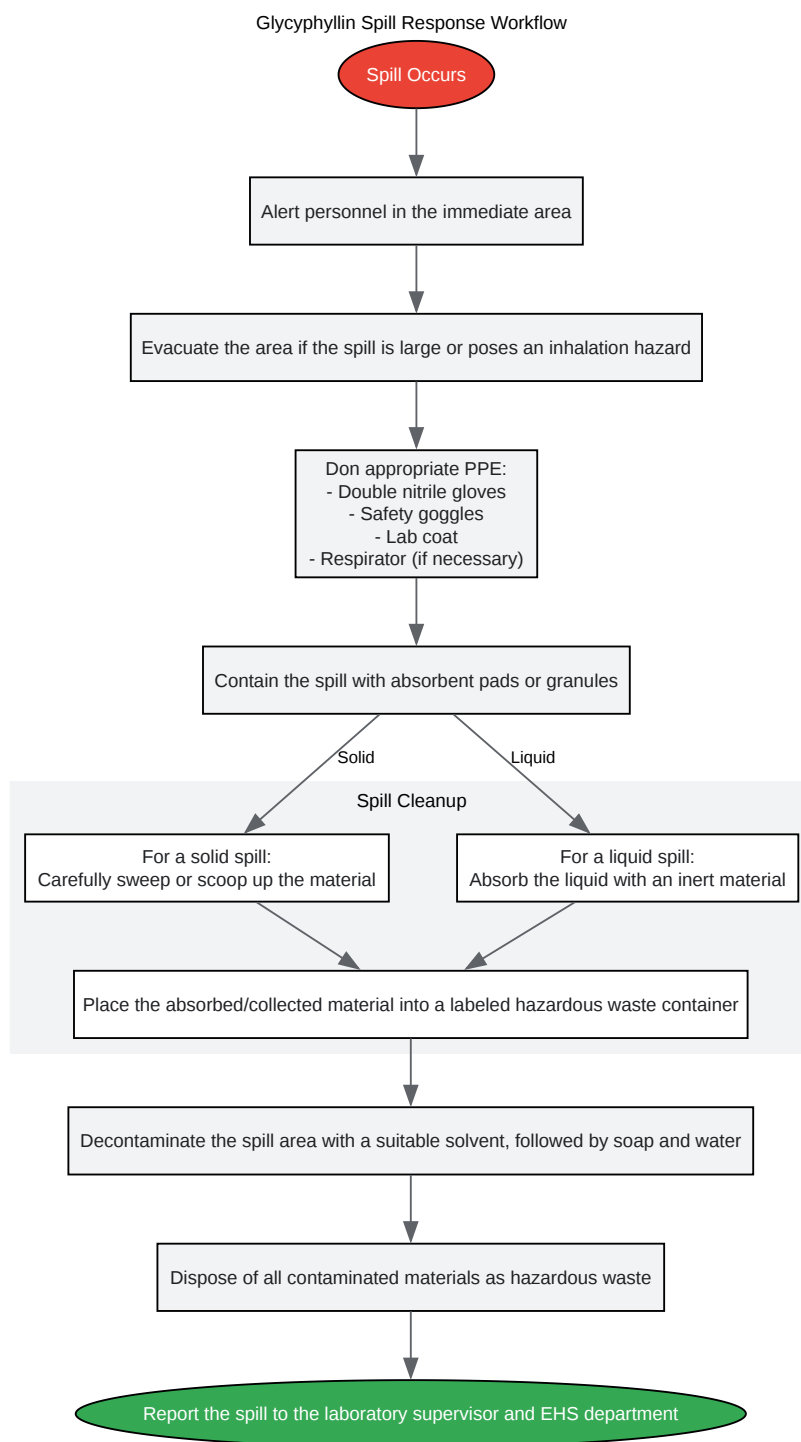 Glycyphyllin Spill Response Workflow
Spill Occurs
Alert personnel in the immediate area
Evacuate the area if the spill is large or poses an inhalation hazard
Don appropriate PPE:
- Double nitrile gloves
- Safety goggles
- Lab coat
- Respirator (if necessary)
Contain the spill with absorbent pads or granules
Solid
Liquid
Spill Cleanup
For a solid spill:
Carefully sweep or scoop up the material
For a liquid spill:
Absorb the liquid with an inert material
Place the absorbed/collected material into a labeled hazardous waste container
Decontaminate the spill area with a suitable solvent, followed by soap and water
Dispose of all contaminated materials as hazardous waste
Report the spill to the laboratory supervisor and EHS department